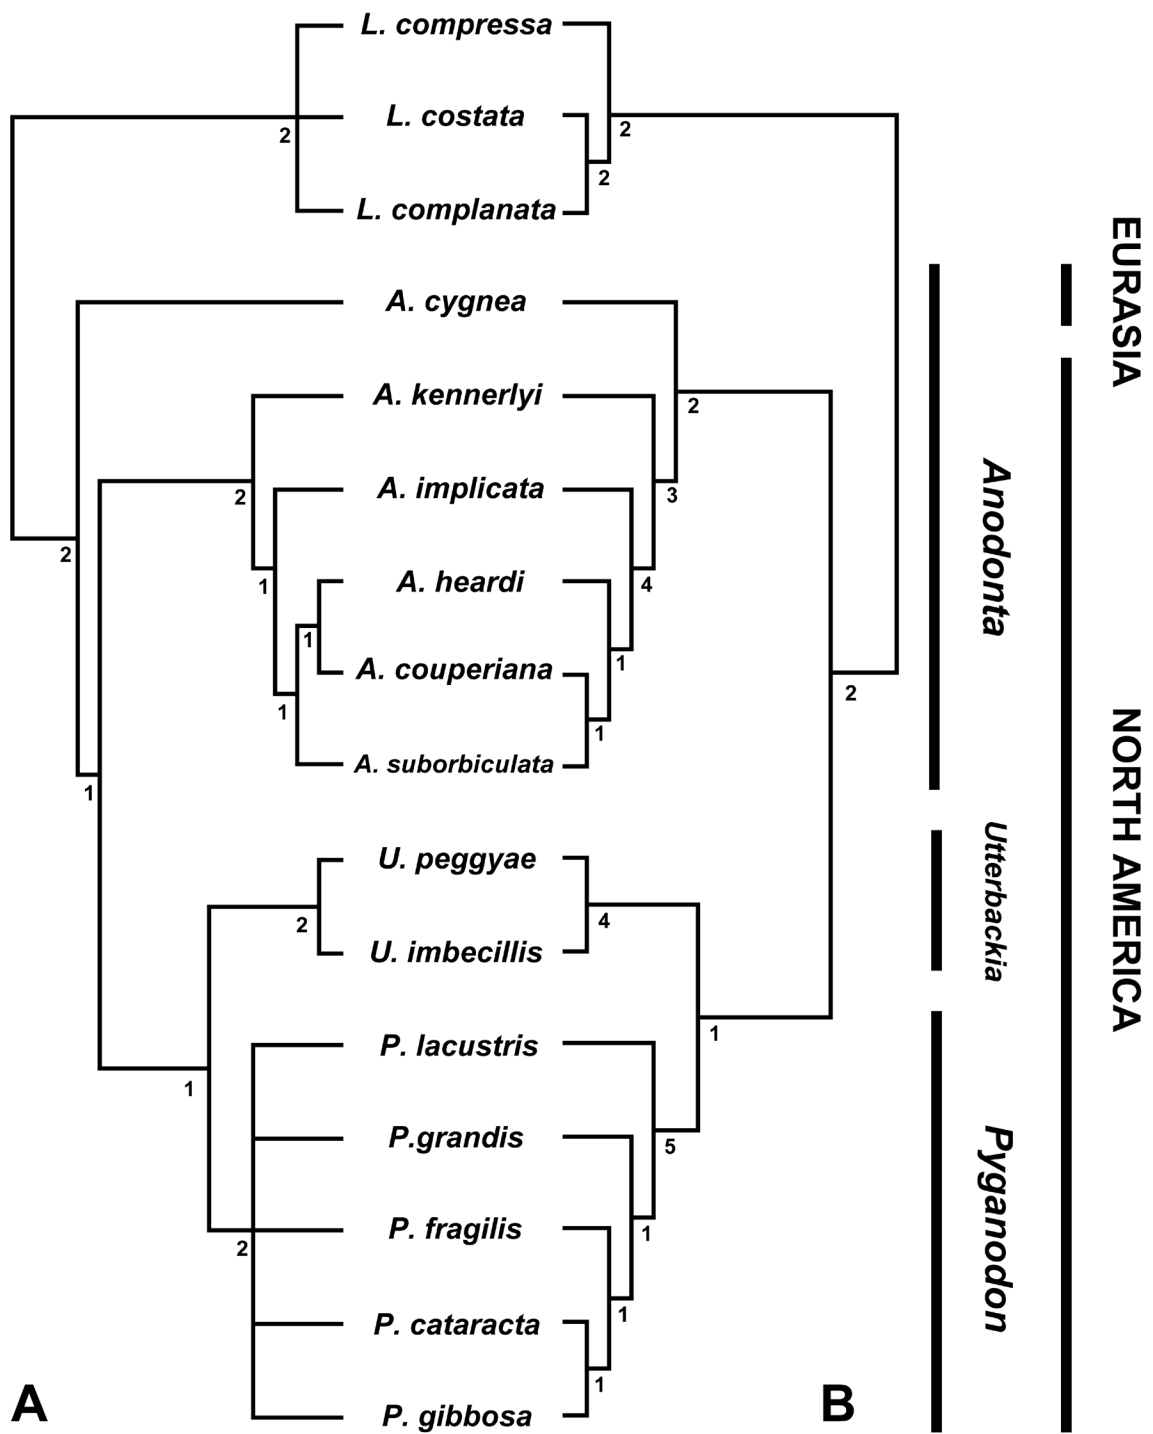 L. compressa
L. costata
2
2
2
L. complanata
A. cygnea
A. kennerlyi
2
A. implicata
2
3
2
A. heardi
1
4
1
A. couperiana
1
2
1
1
A. suborbiculata
1
U. peggyae
2
4
U. imbecillis
P. lacustris
1
1
P.grandis
5
P. fragilis
2
1
P. cataracta
1
1
P. gibbosa
A
B
Anodonta
Utterbackia
Pyganodon
EURASIA
NORTH AMERICA